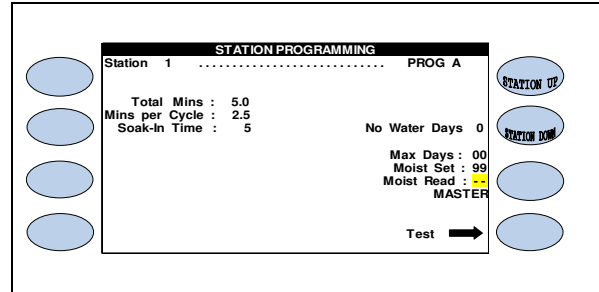 STATION PROGRAMMING
Station 1 ........................... PROG A
STATION UP
Total Mins : 5.0
Mins per Cycle : 2.5
Soak-In Time : 5 No Water Days 0
STATION DOWN
Max Days : 00
Moist Set : 99
Moist Read : --
MASTER
Test